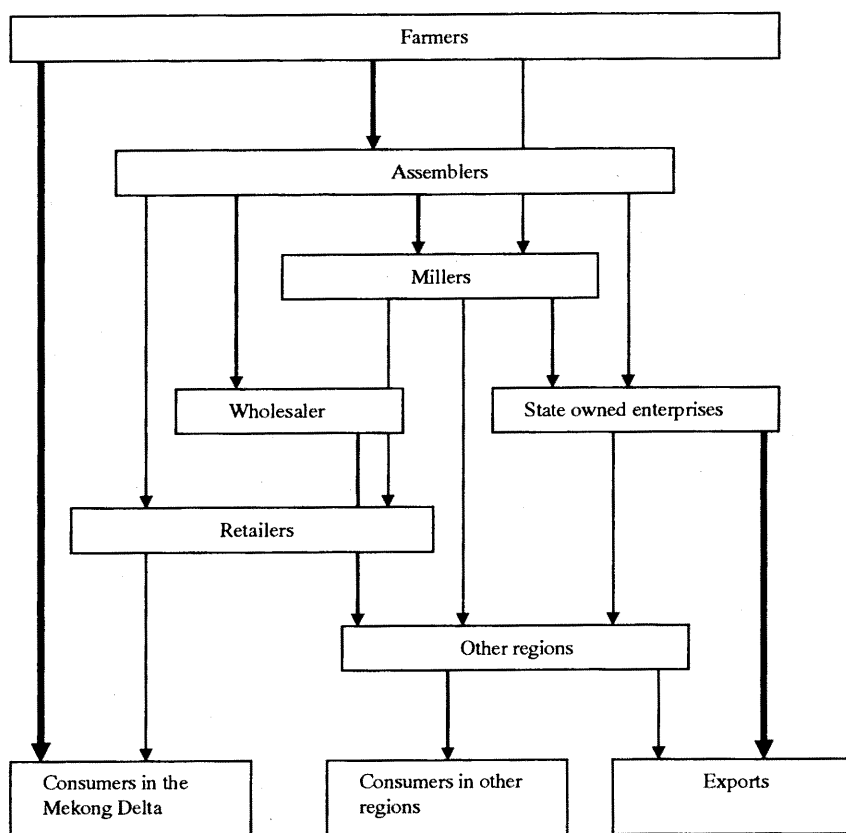 Farmers
Assemblers
Millers
Wholesaler
State owned enterprises
Retailers
Other regions
Consumers in the
Mekong Delta
Consumers in other
regions
Exports